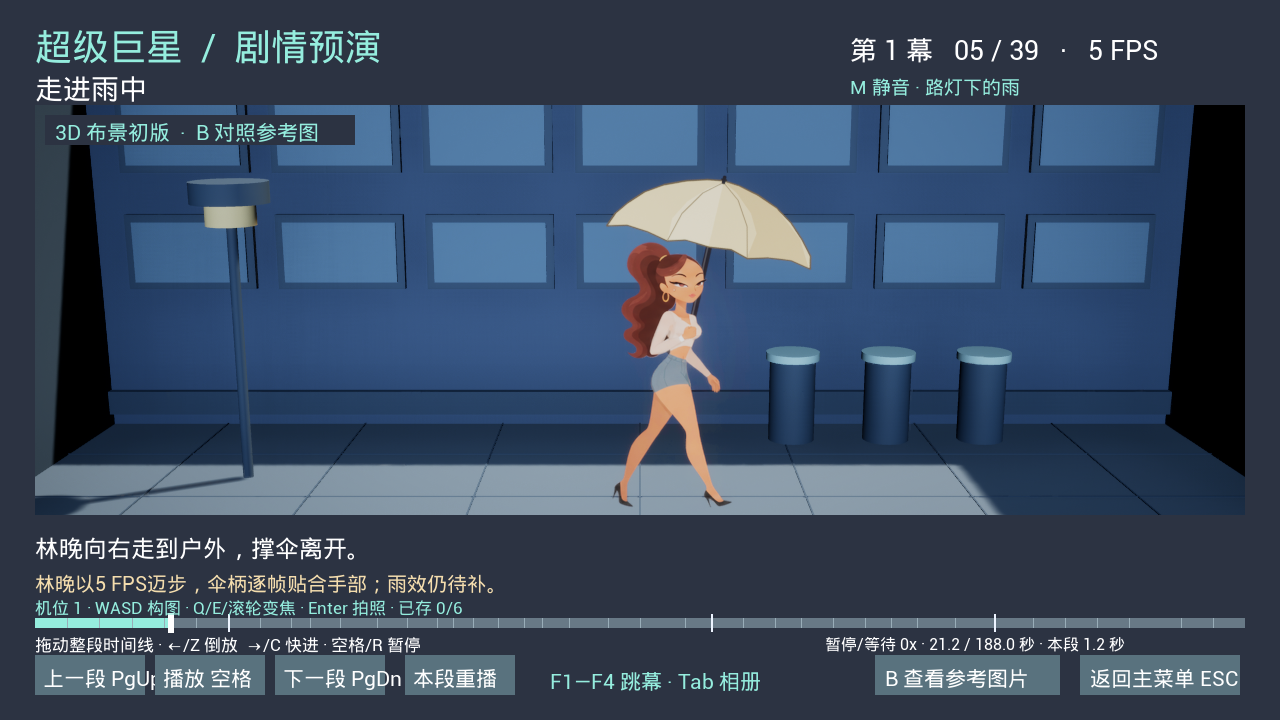 超级巨星 / 剧情预演
第 1 幕 05 / 39 · 5 FPS
走进雨中
M 静音 · 路灯下的雨
3D 布景初版 · B 对照参考图
林晚向右走到户外，撑伞离开。
林晚以5 FPS迈步，伞柄逐帧贴合手部；雨效仍待补。
机位 1 · WASD 构图 · Q/E/滚轮变焦 · Enter 拍照 · 已存 0/6
拖动整段时间线 · ←/Z 倒放 →/C 快进 · 空格/R 暂停
暂停/等待 0x · 21.2 / 188.0 秒 · 本段 1.2 秒
上一段 PgUp
播放 空格
下一段 PgDn
本段重播
F1—F4 跳幕 · Tab 相册
B 查看参考图片
返回主菜单 ESC